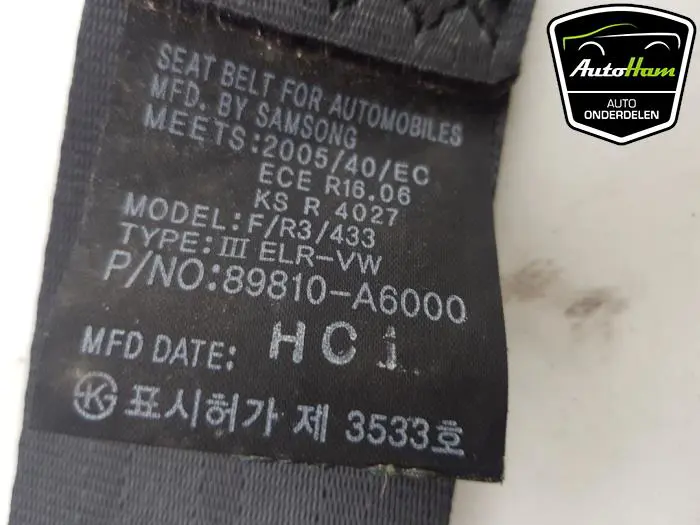 SEAT BELT FOR AUTOMOBILES
MFD. BY SAMSONG
MEETS:2005/40/EC
ECE R16.06
KS R 4027
MODEL:F/R3/433
TYPE:III ELR-VW
P/NO:89810-A6000
MFD DATE: HC1
표시허가 제 3533호
AutoHam
AUTO
ONDERDELEN